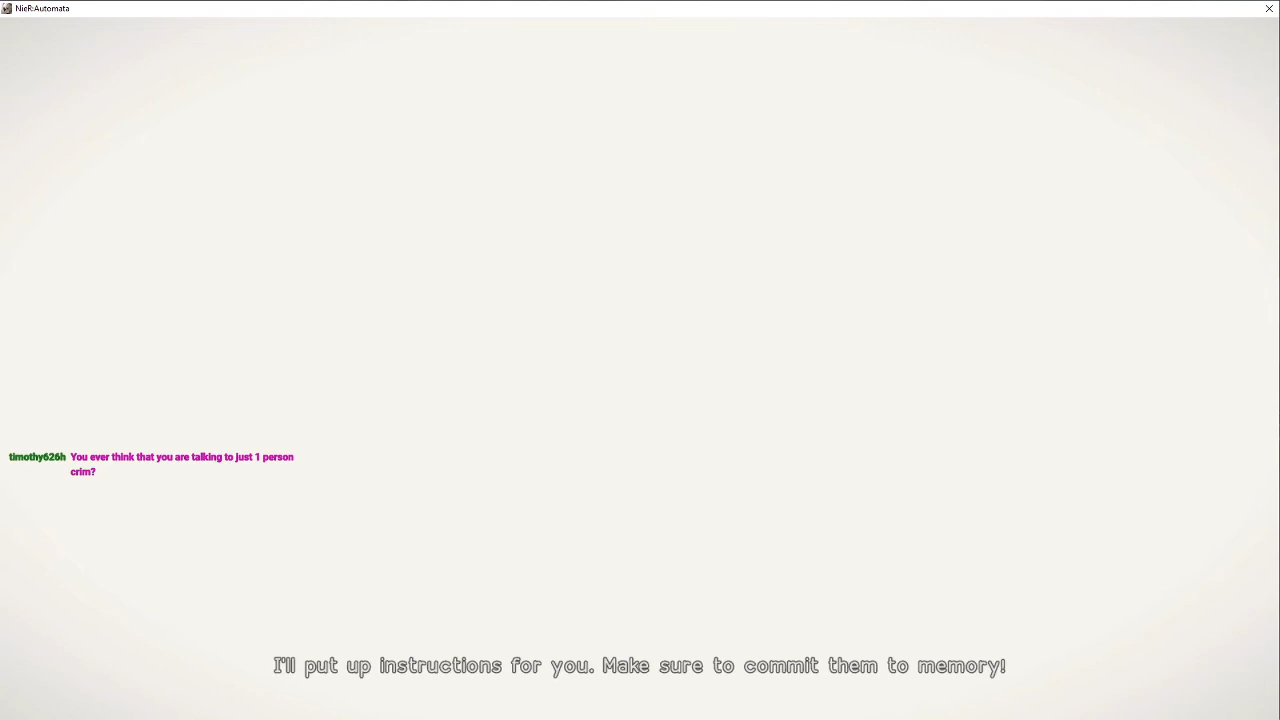 NieR:Automata
timothy626h You ever think that you are talking to just 1 person
crim?
I'll put up instructions for you. Make sure to commit them to memory!